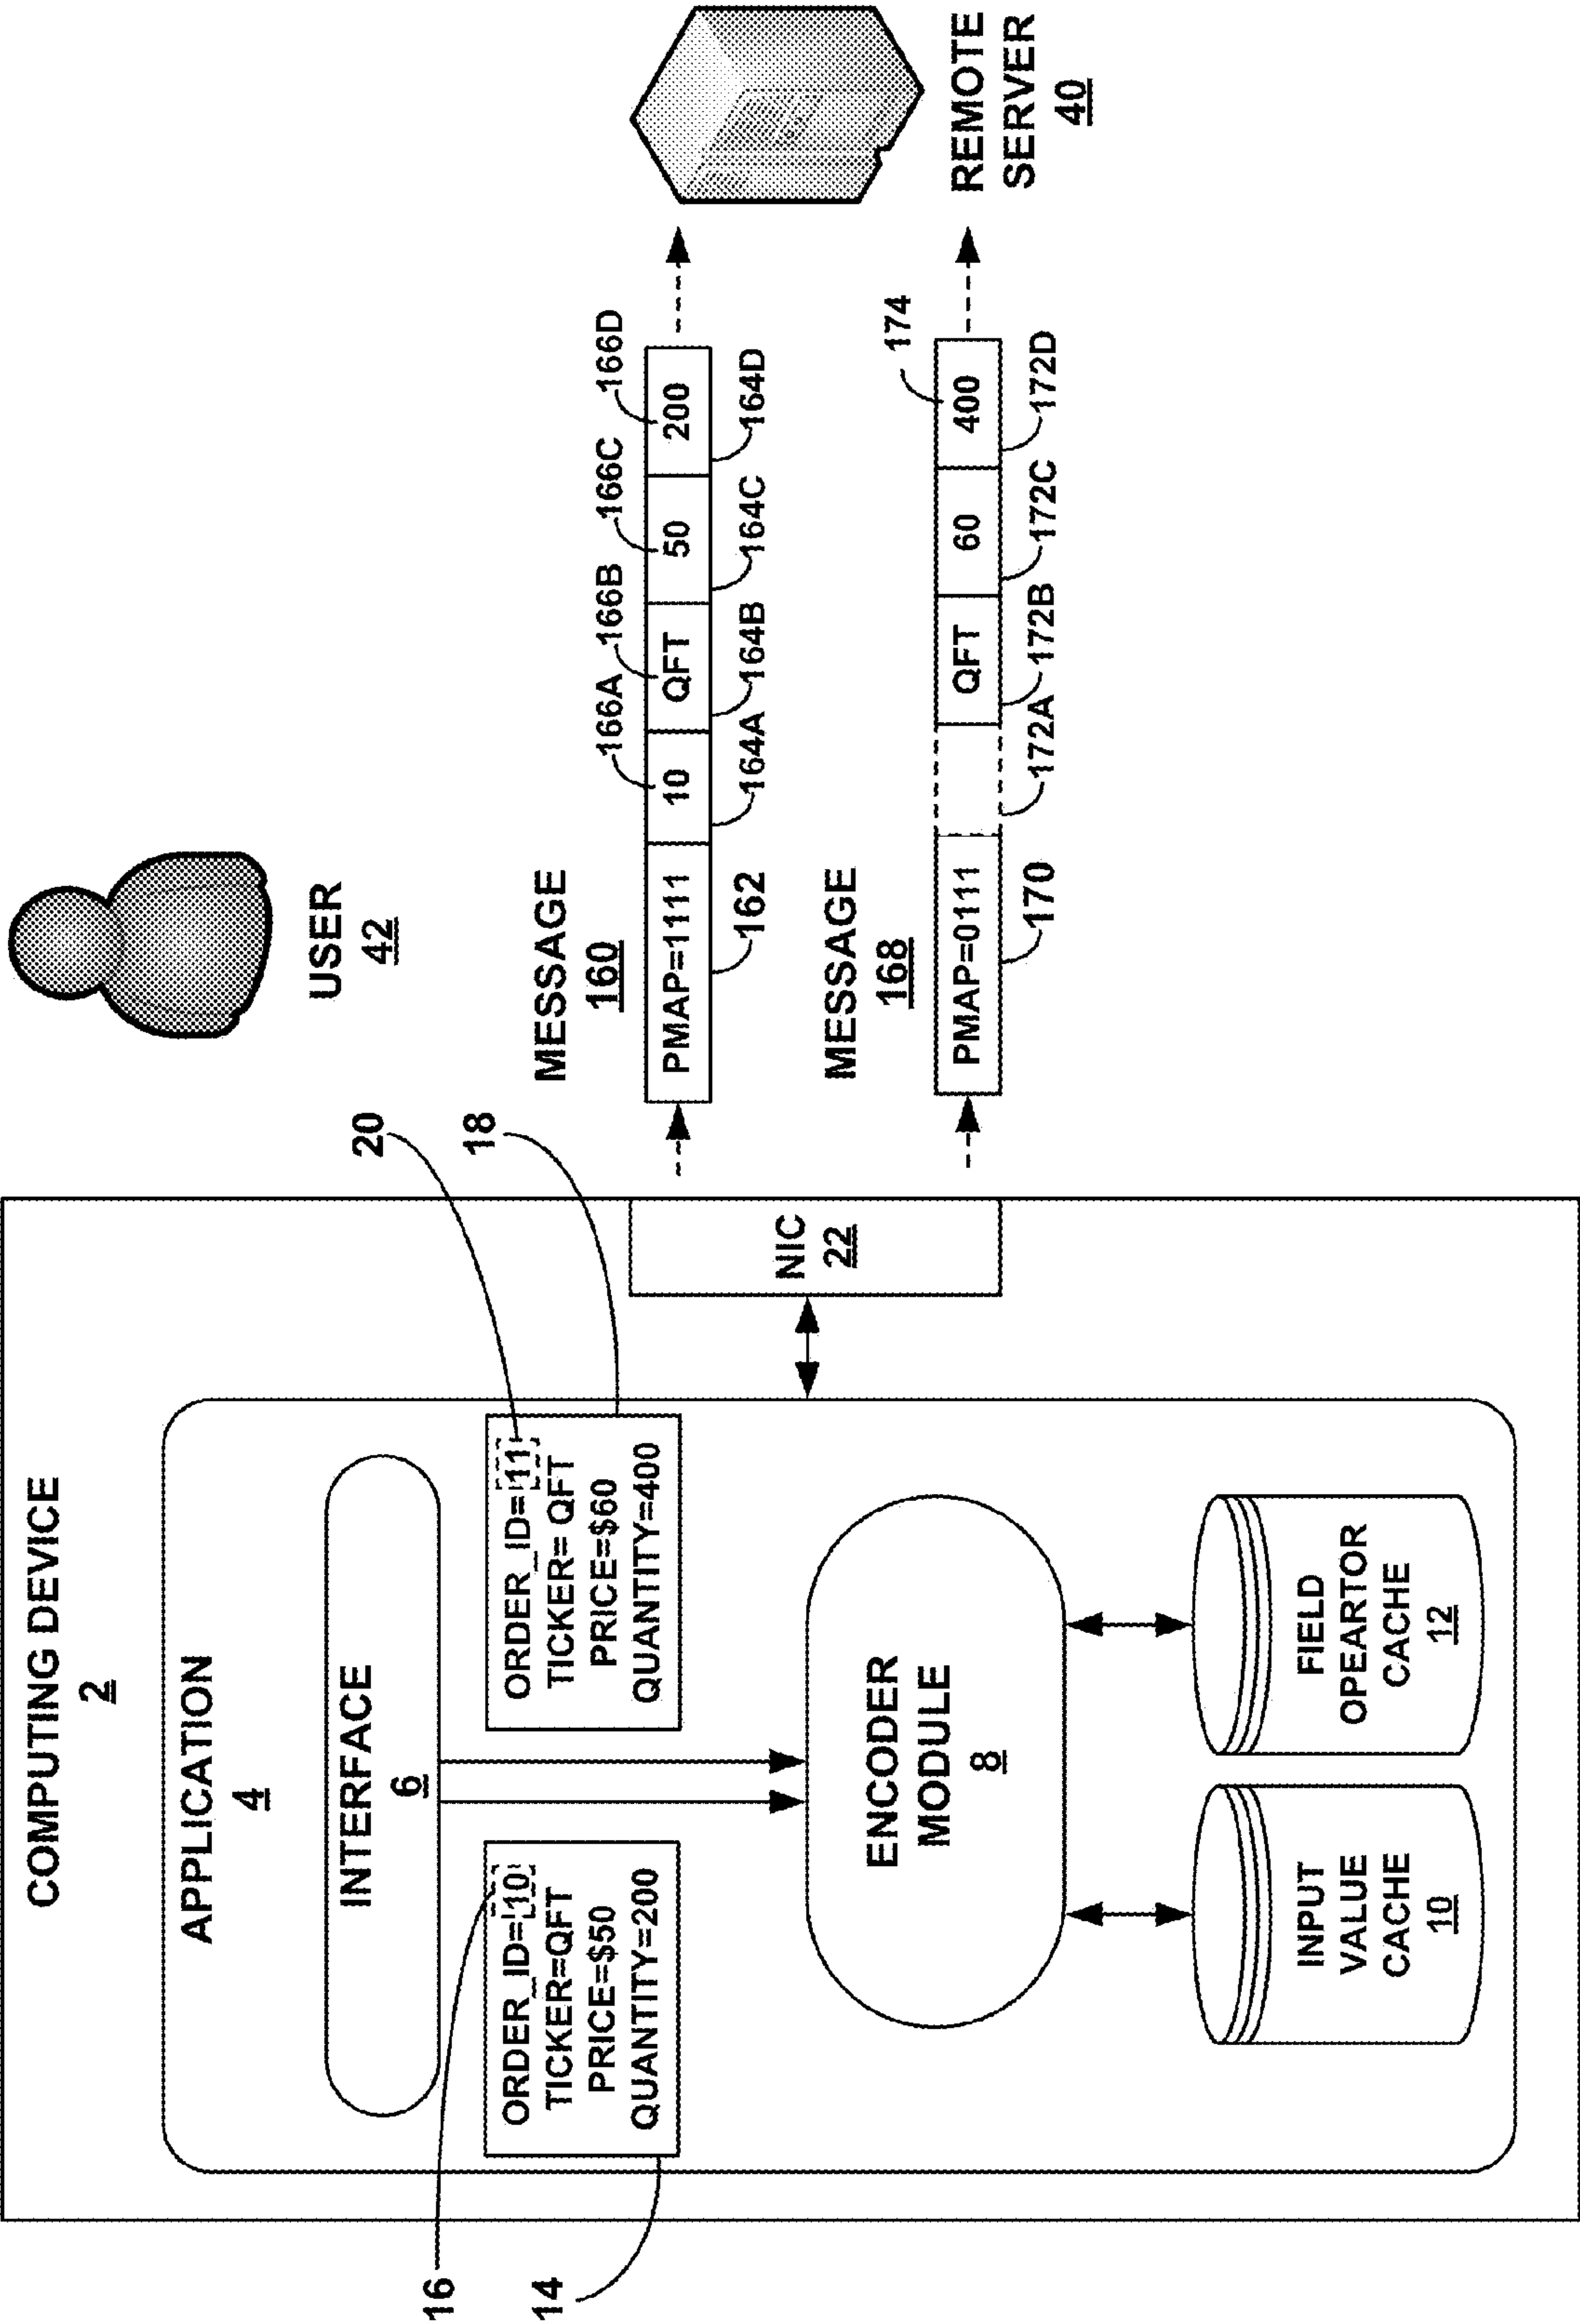 COMPUTING DEVICE
2
APPLICATION
4
INTERFACE
6
16
14
ORDER_ID=10
TICKER=QFT
PRICE=$50
QUANTITY=200
20
18
ORDER_ID=11
TICKER= QFT
PRICE=$60
QUANTITY=400
ENCODER
MODULE
8
INPUT
VALUE
CACHE
10
FIELD
OPEARTOR
CACHE
12
NIC
22
USER
42
MESSAGE
160
166A
166B
166C
166D
PMAP=1111
10
QFT
50
200
162
164A
164B
164C
164D
MESSAGE
168
174
PMAP=0111
QFT
60
400
170
172A
172B
172C
172D
REMOTE
SERVER
40